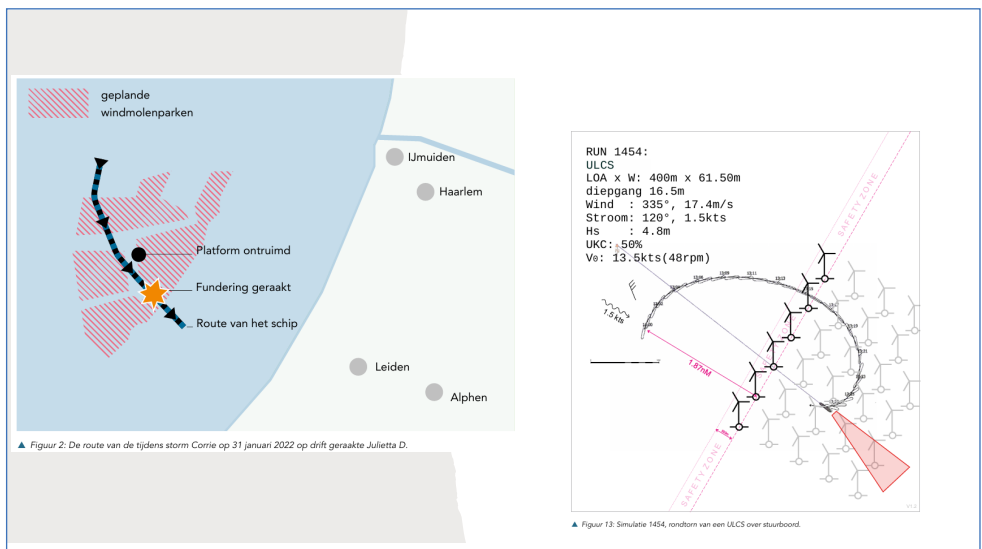 geplande
windmolenparken
IJmuiden
Haarlem
Platform ontruimd
Fundering geraakt
Route van het schip
Leiden
Alphen
▲ Figuur 2: De route van de tijdens storm Corrie op 31 januari 2022 op drift geraakte Julietta D.
RUN 1454:
ULCS
LOA x W: 400m x 61.50m
diepgang 16.5m
Wind : 335°, 17.4m/s
Stroom: 120°, 1.5kts
Hs : 4.8m
UKC: 50%
V0: 13.5kts(48rpm)
SAFETY ZONE
1.5 kts
1.87nM
SAFETY ZONE
SAFETY ZONE
V1.2
▲ Figuur 13: Simulatie 1454, rondtorn van een ULCS over stuurboord.